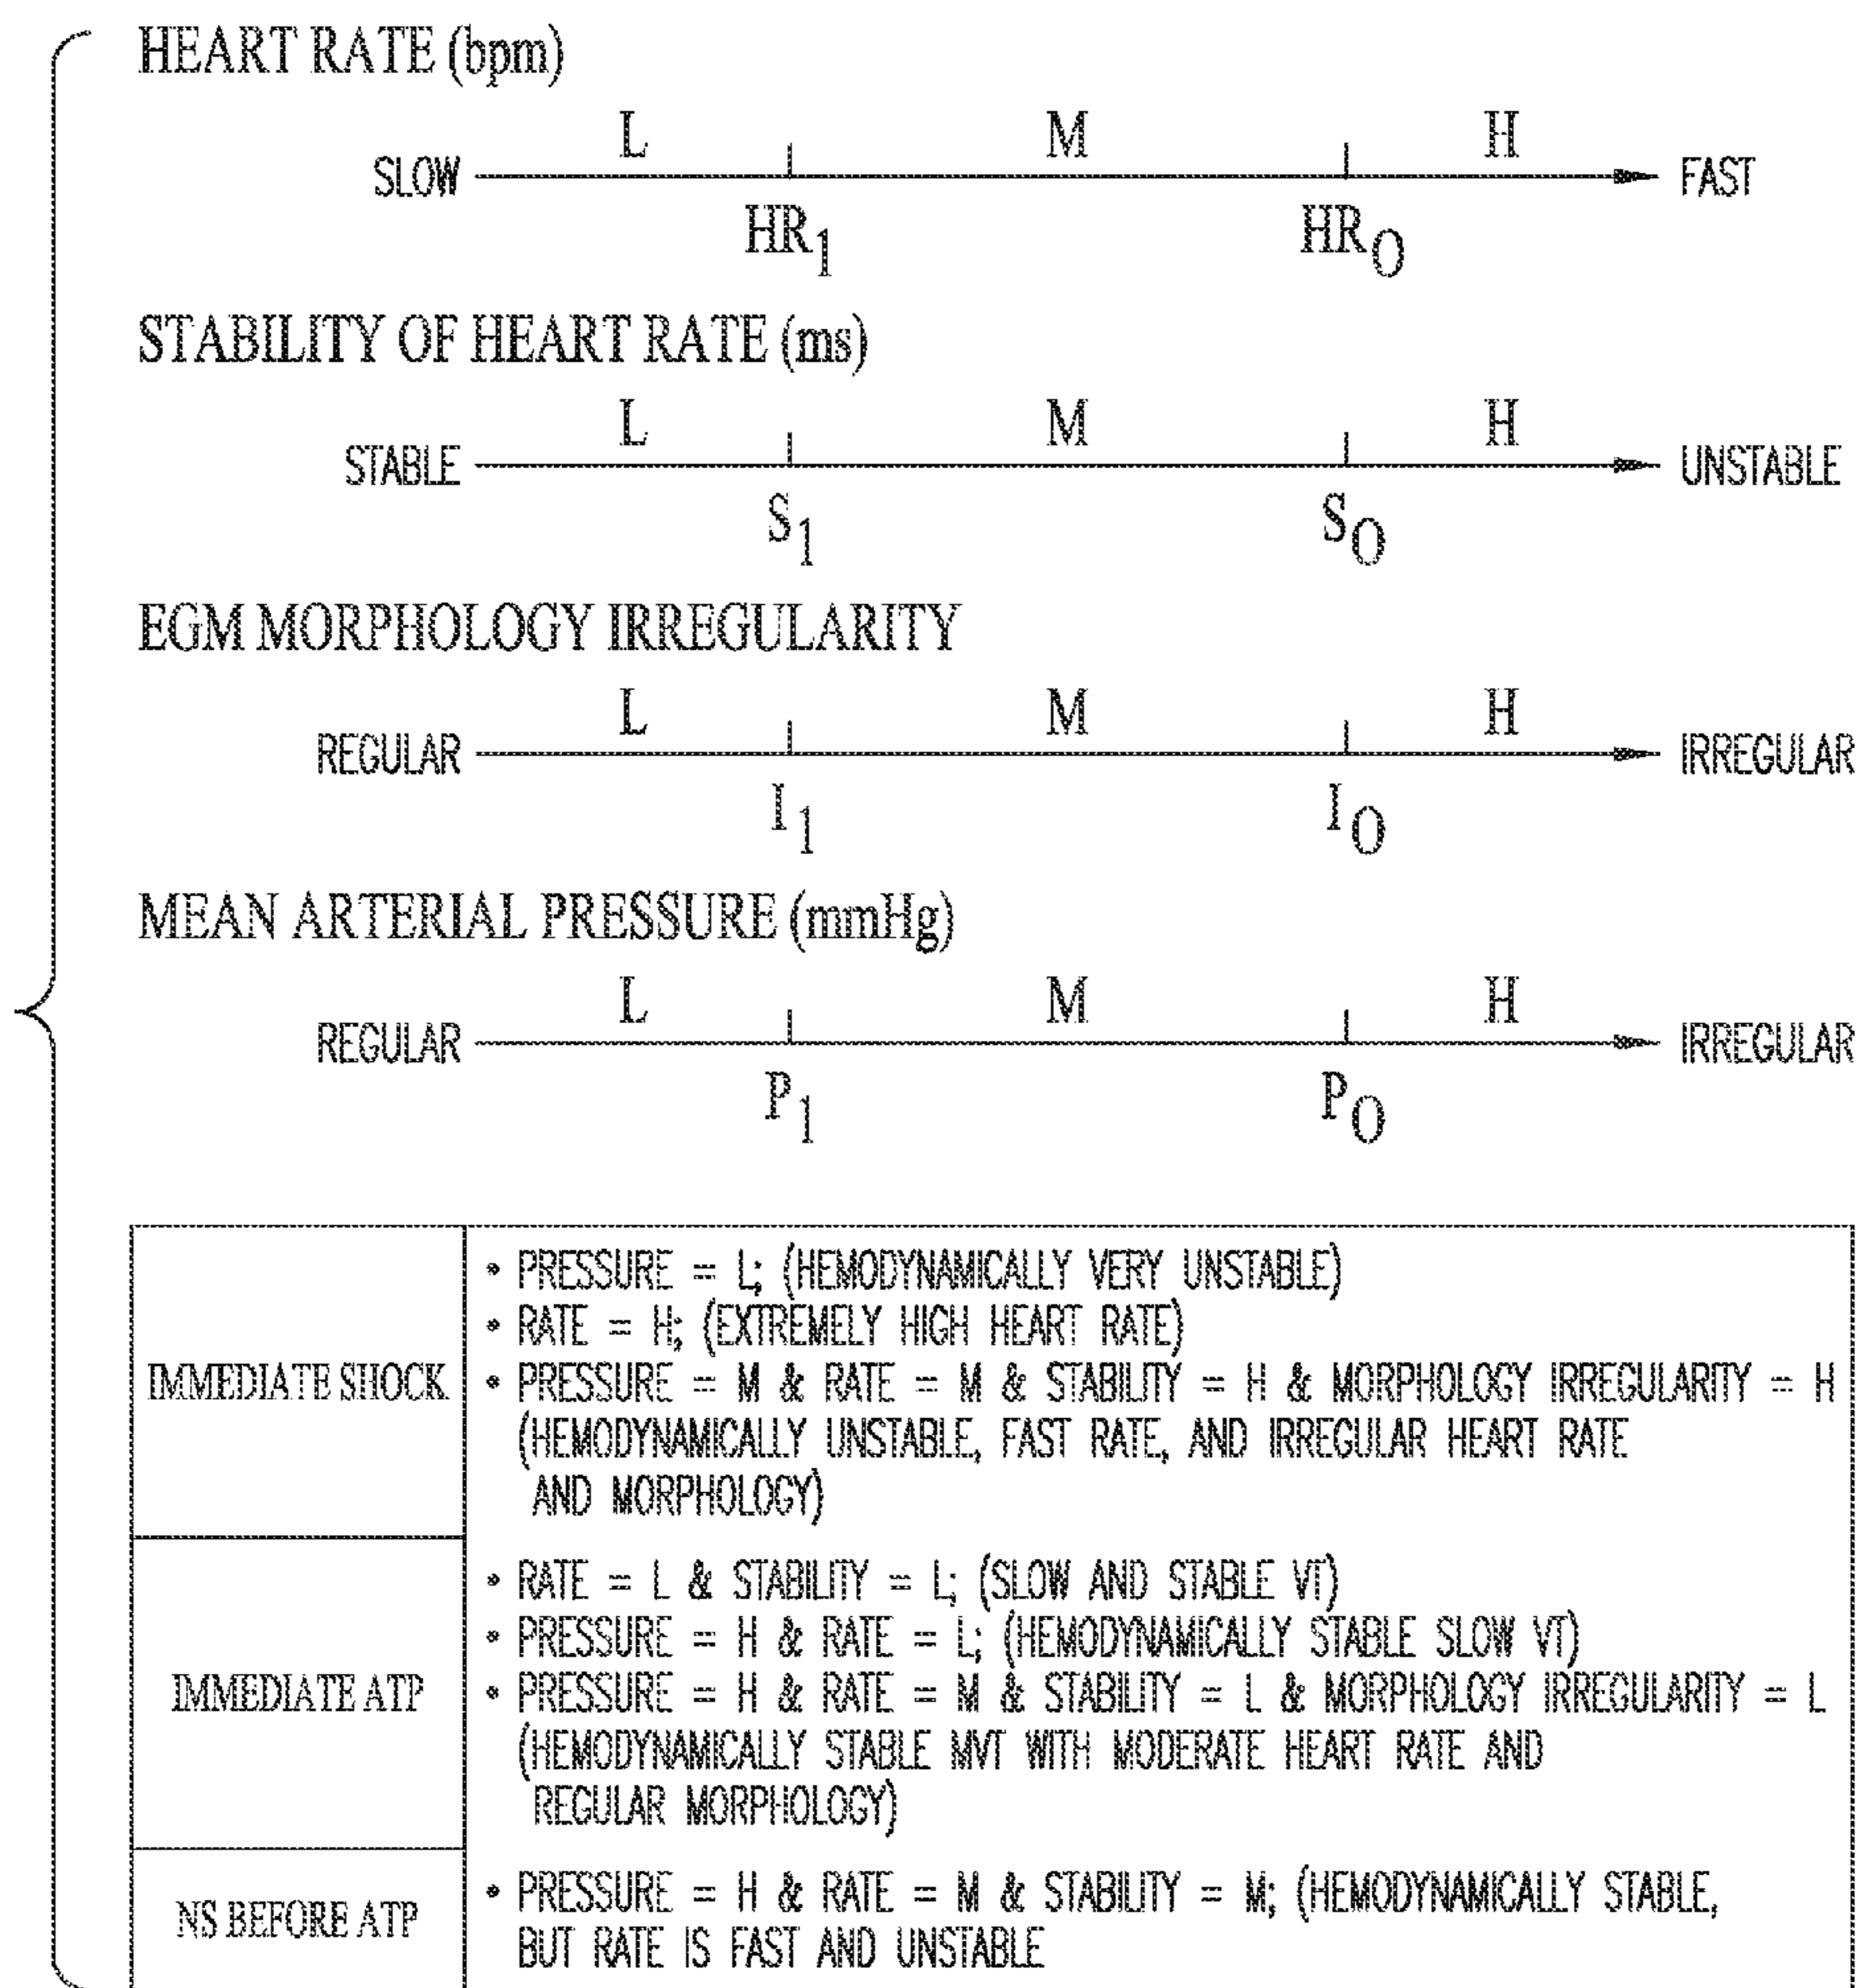 HEART RATE (bpm)
L M H
SLOW FAST
HR1 HRO
STABILITY OF HEART RATE (ms)
L M H
STABLE UNSTABLE
S1 SO
EGM MORPHOLOGY IRREGULARITY
L M H
REGULAR IRREGULAR
I1 IO
MEAN ARTERIAL PRESSURE (mmHg)
L M H
REGULAR IRREGULAR
P1 PO
IMMEDIATE SHOCK
• PRESSURE = L; (HEMODYNAMICALLY VERY UNSTABLE)
• RATE = H; (EXTREMELY HIGH HEART RATE)
• PRESSURE = M & RATE = M & STABILITY = H & MORPHOLOGY IRREGULARITY = H
(HEMODYNAMICALLY UNSTABLE, FAST RATE, AND IRREGULAR HEART RATE
AND MORPHOLOGY)
IMMEDIATE ATP
• RATE = L & STABILITY = L; (SLOW AND STABLE VT)
• PRESSURE = H & RATE = L; (HEMODYNAMICALLY STABLE SLOW VT)
• PRESSURE = H & RATE = M & STABILITY = L & MORPHOLOGY IRREGULARITY = L
(HEMODYNAMICALLY STABLE MVT WITH MODERATE HEART RATE AND
REGULAR MORPHOLOGY)
NS BEFORE ATP
• PRESSURE = H & RATE = M & STABILITY = M; (HEMODYNAMICALLY STABLE,
BUT RATE IS FAST AND UNSTABLE